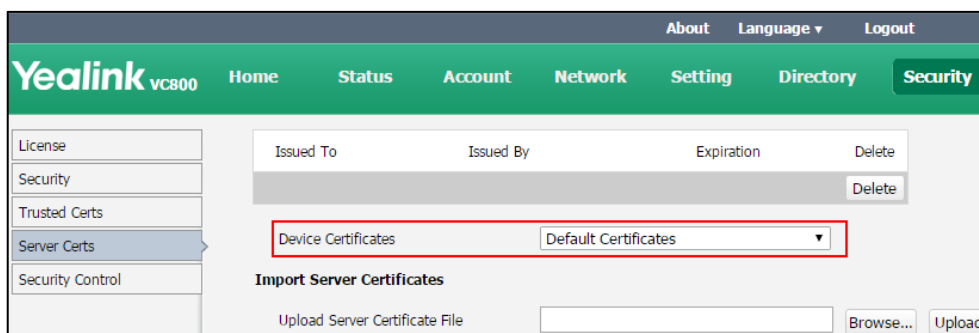 About Language ▾ Logout
Yealink VC800 Home Status Account Network Setting Directory Security
License
Security
Trusted Certs
Server Certs
Security Control
Issued To Issued By Expiration Delete
Delete
Device Certificates Default Certificates ▼
Import Server Certificates
Upload Server Certificate File Browse... Upload